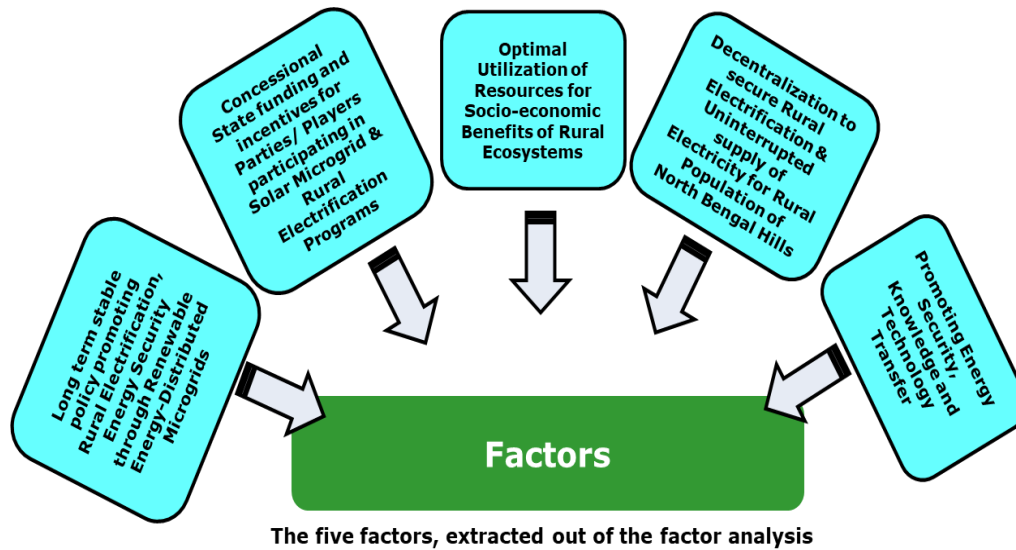 Long term stable
policy promoting
Rural Electrification,
Energy Security
through Renewable
Energy-Distributed
Microgrids
Concessional
State funding and
incentives for
Parties/ Players
participating in
Solar Microgrid &
Rural
Electrification
Programs
Optimal
Utilization of
Resources for
Socio-economic
Benefits of Rural
Ecosystems
Decentralization to
secure Rural
Electrification &
Uninterrupted
supply of
Electricity for Rural
Population of
North Bengal Hills
Promoting Energy
Security,
Knowledge and
Technology
Transfer
Factors
The five factors, extracted out of the factor analysis